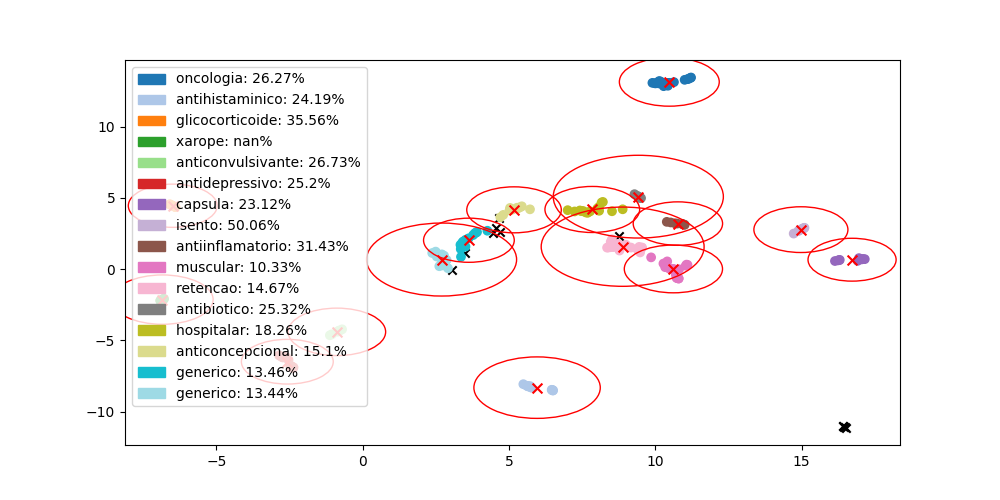 oncologia: 26.27%
antihistaminico: 24.19%
glicocorticoide: 35.56%
xarope: nan%
anticonvulsivante: 26.73%
antidepressivo: 25.2%
capsula: 23.12%
isento: 50.06%
antiinflamatorio: 31.43%
muscular: 10.33%
retencao: 14.67%
antibiotico: 25.32%
hospitalar: 18.26%
anticoncepcional: 15.1%
generico: 13.46%
generico: 13.44%
10
5
0
−5
−10
−5 0 5 10 15